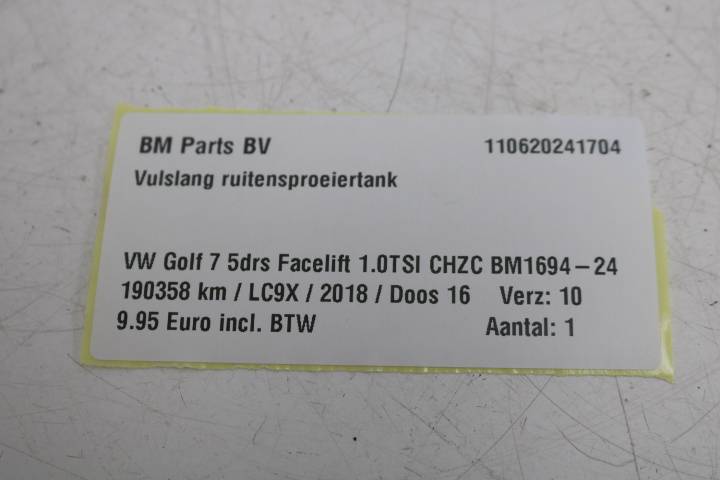 BM Parts BV 110620241704
Vulslang ruitensproeiertank
VW Golf 7 5drs Facelift 1.0TSI CHZC BM1694-24
190358 km / LC9X / 2018 / Doos 16 Verz: 10
9.95 Euro incl. BTW Aantal: 1